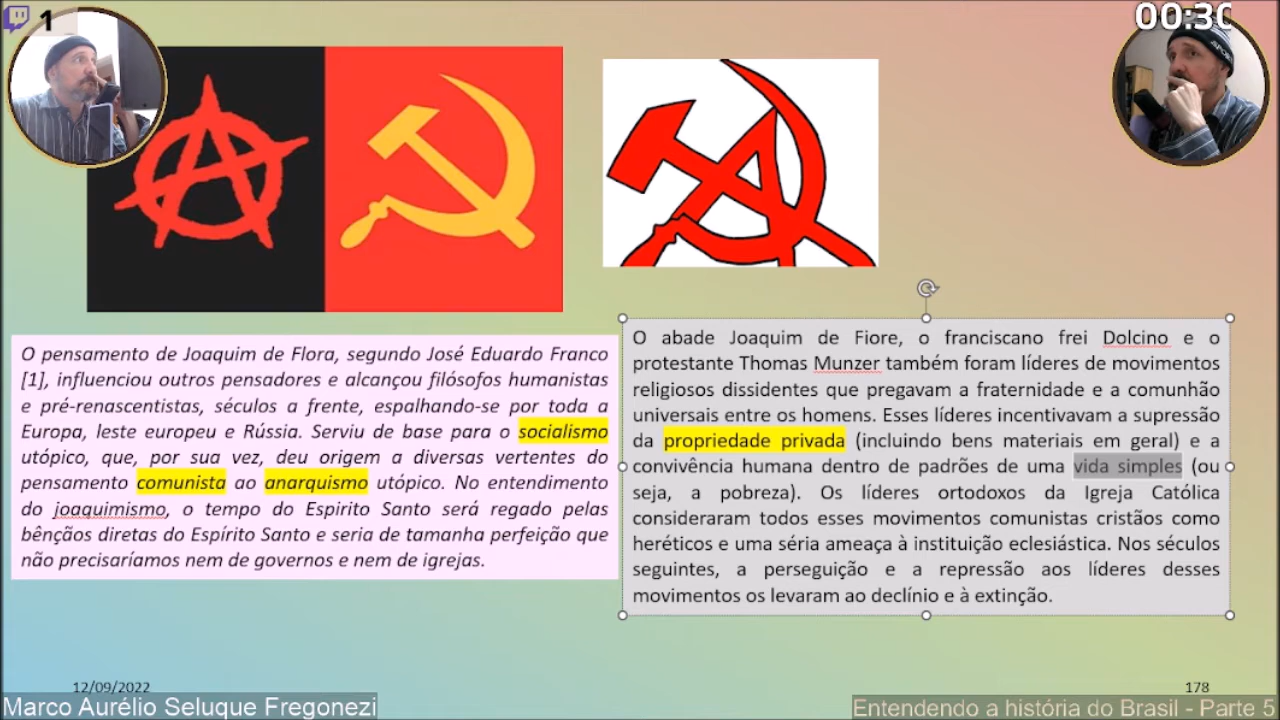 1
00:30
O pensamento de Joaquim de Flora, segundo José Eduardo Franco
[1], influenciou outros pensadores e alcançou filósofos humanistas
e pré-renascentistas, séculos a frente, espalhando-se por toda a
Europa, leste europeu e Rússia. Serviu de base para o socialismo
utópico, que, por sua vez, deu origem a diversas vertentes do
pensamento comunista ao anarquismo utópico. No entendimento
do joaquimismo, o tempo do Espirito Santo será regado pelas
bênçãos diretas do Espírito Santo e seria de tamanha perfeição que
não precisaríamos nem de governos e nem de igrejas.
O abade Joaquim de Fiore, o franciscano frei Dolcino e o
protestante Thomas Munzer também foram líderes de movimentos
religiosos dissidentes que pregavam a fraternidade e a comunhão
universais entre os homens. Esses líderes incentivavam a supressão
da propriedade privada (incluindo bens materiais em geral) e a
convivência humana dentro de padrões de uma vida simples (ou
seja, a pobreza). Os líderes ortodoxos da Igreja Católica
consideraram todos esses movimentos comunistas cristãos como
heréticos e uma séria ameaça à instituição eclesiástica. Nos séculos
seguintes, a perseguição e a repressão aos líderes desses
movimentos os levaram ao declínio e à extinção.
12/09/2022
178
Marco Aurélio Seluque Fregonezi
Entendendo a história do Brasil - Parte 5